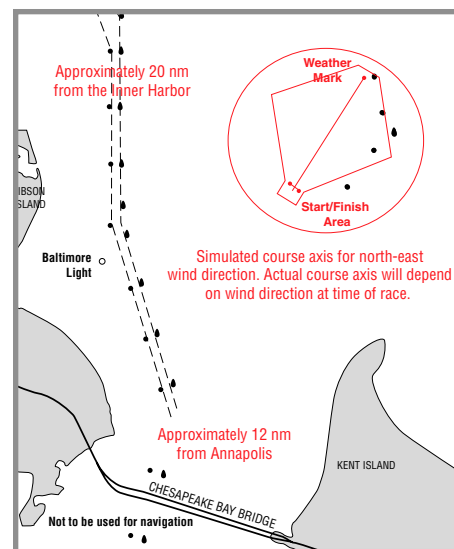 Approximately 20 nm
from the Inner Harbor
Weather
Mark
Start/Finish
Area
IBSON
ISLAND
Baltimore
Light
Simulated course axis for north-east
wind direction. Actual course axis will depend
on wind direction at time of race.
Approximately 12 nm
from Annapolis
KENT ISLAND
CHESAPEAKE BAY BRIDGE
Not to be used for navigation